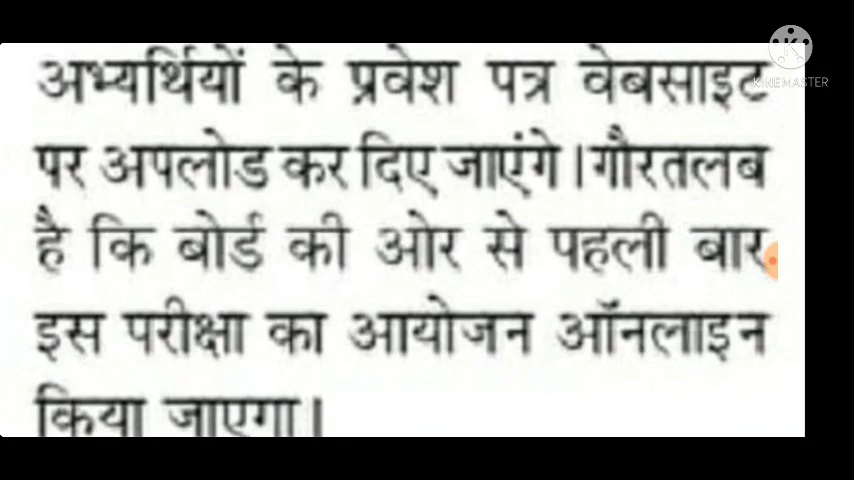 KINEMASTER
अभ्यर्थियों के प्रवेश पत्र वेबसाइट
पर अपलोड कर दिए जाएंगे। गौरतलब
है कि बोर्ड की ओर से पहली बार
इस परीक्षा का आयोजन ऑनलाइन
किया जाएगा।